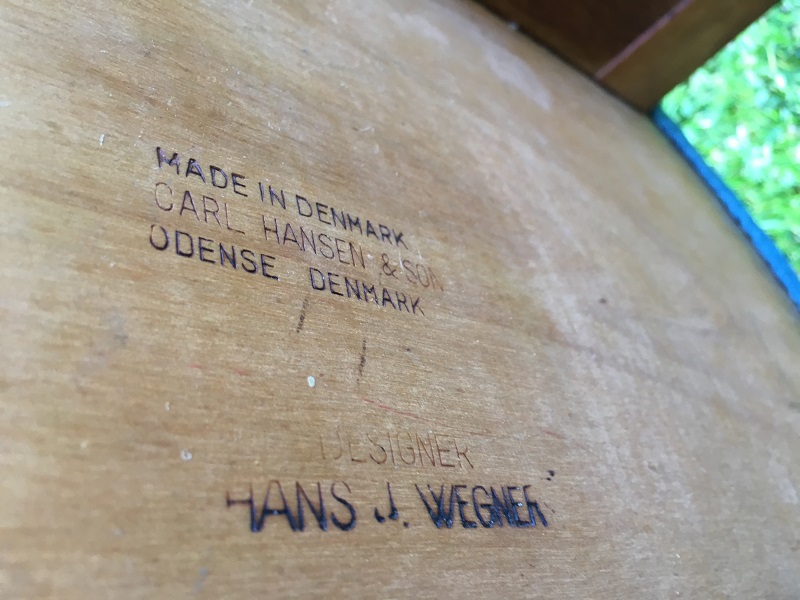 MADE IN DENMARK
CARL HANSEN & SON
ODENSE DENMARK
DESIGNER
HANS J. WEGNER